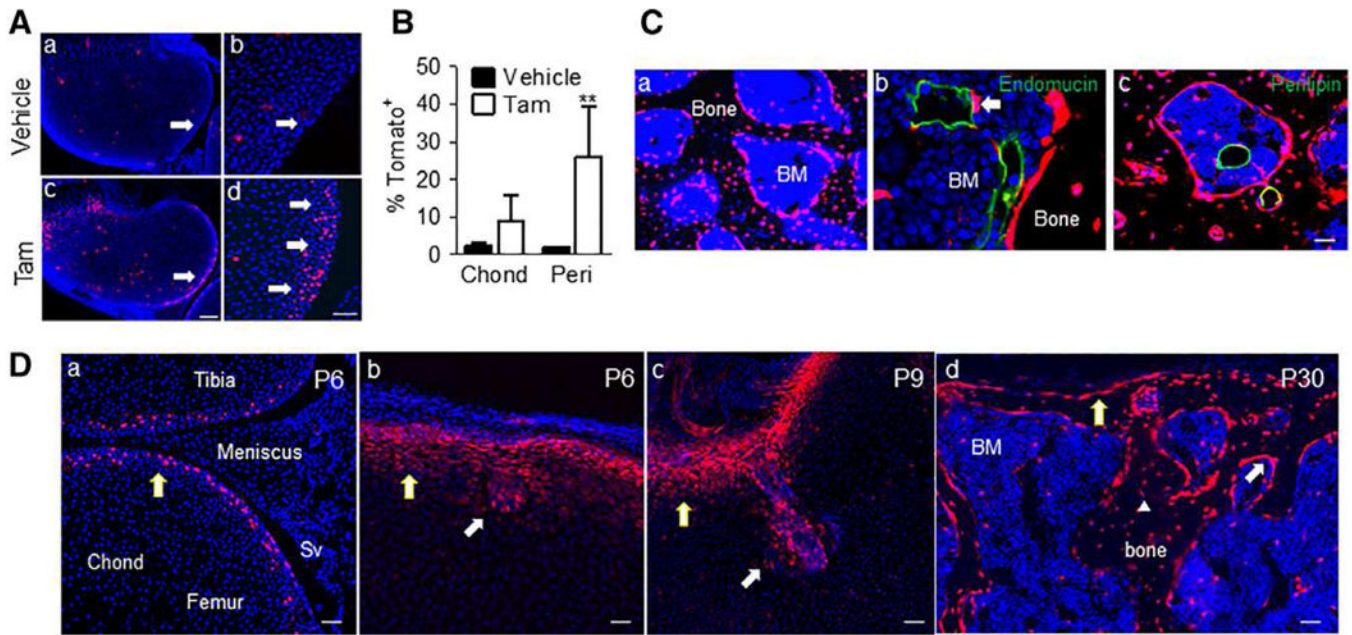 A
a
b
Vehicle
c
d
Tam
B
50
40
30
20
10
0
% Tomato+
Vehicle
Tam
**
Chond
Peri
C
a
Bone
BM
b
Endomucin
BM
Bone
c
Perilipin
D
a
P6
Tibia
Meniscus
Sv
Chond
Femur
b
P6
c
P9
d
P30
BM
bone